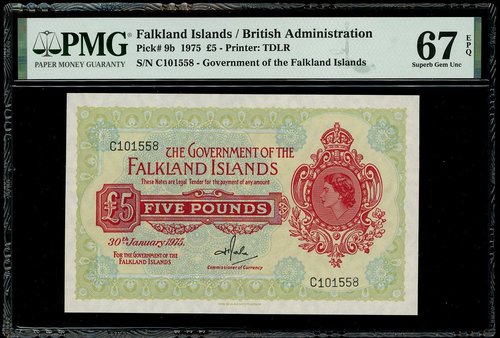 PMG
PAPER MONEY GUARANTY
Falkland Islands / British Administration
Pick# 9b 1975 £5 - Printer: TDLR
S/N C101558 - Government of the Falkland Islands
67 EPQ
Superb Gem Unc
C101558
THE GOVERNMENT OF THE
FALKLAND ISLANDS
These Notes are Legal Tender for the payment of any amount
£5 FIVE POUNDS
30th January 1975.
FOR THE GOVERNMENT OF THE
FALKLAND ISLANDS
Commissioner of Currency
C101558